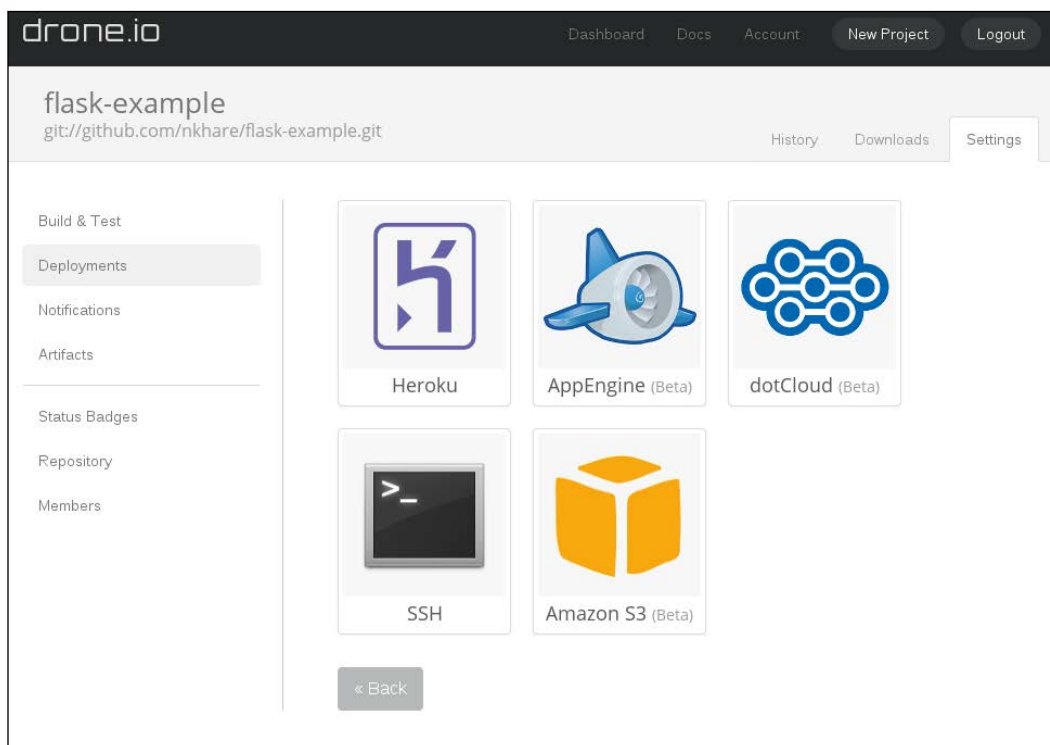 drone.io
Dashboard Docs Account New Project Logout
flask-example
git://github.com/nkhare/flask-example.git
History Downloads Settings
Build & Test
Deployments
Notifications
Artifacts
Status Badges
Repository
Members
Heroku AppEngine (Beta) dotCloud (Beta)
>_
SSH Amazon S3 (Beta)
« Back